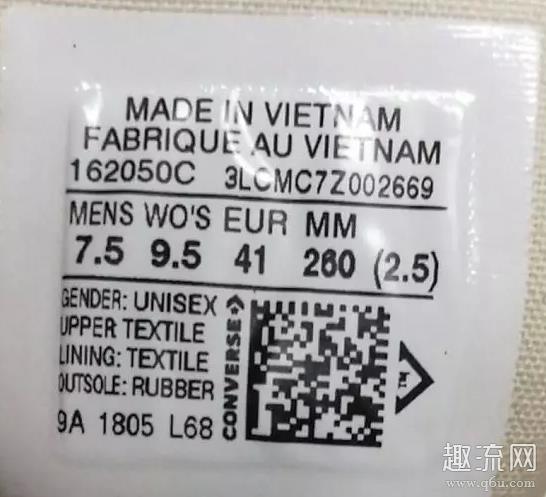 MADE IN VIETNAM
FABRIQUE AU VIETNAM
162050C 3LCMC7Z002669
MENS WO'S EUR MM
7.5 9.5 41 260 (2.5)
GENDER: UNISEX
UPPER TEXTILE
LINING: TEXTILE
OUTSOLE: RUBBER
9A 1805 L68
CONVERSE
趣流网
www.q6u.com